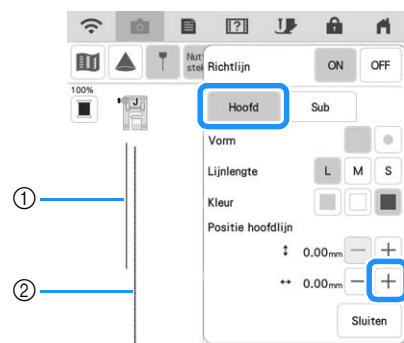 Nut
stek
Richtlijn ON OFF
100%
J
Hoofd Sub
Vorm
Lijnlengte L M S
Kleur
Positie hoofdlijn
↕ 0.00mm − +
↔ 0.00mm − +
Sluiten
①
②